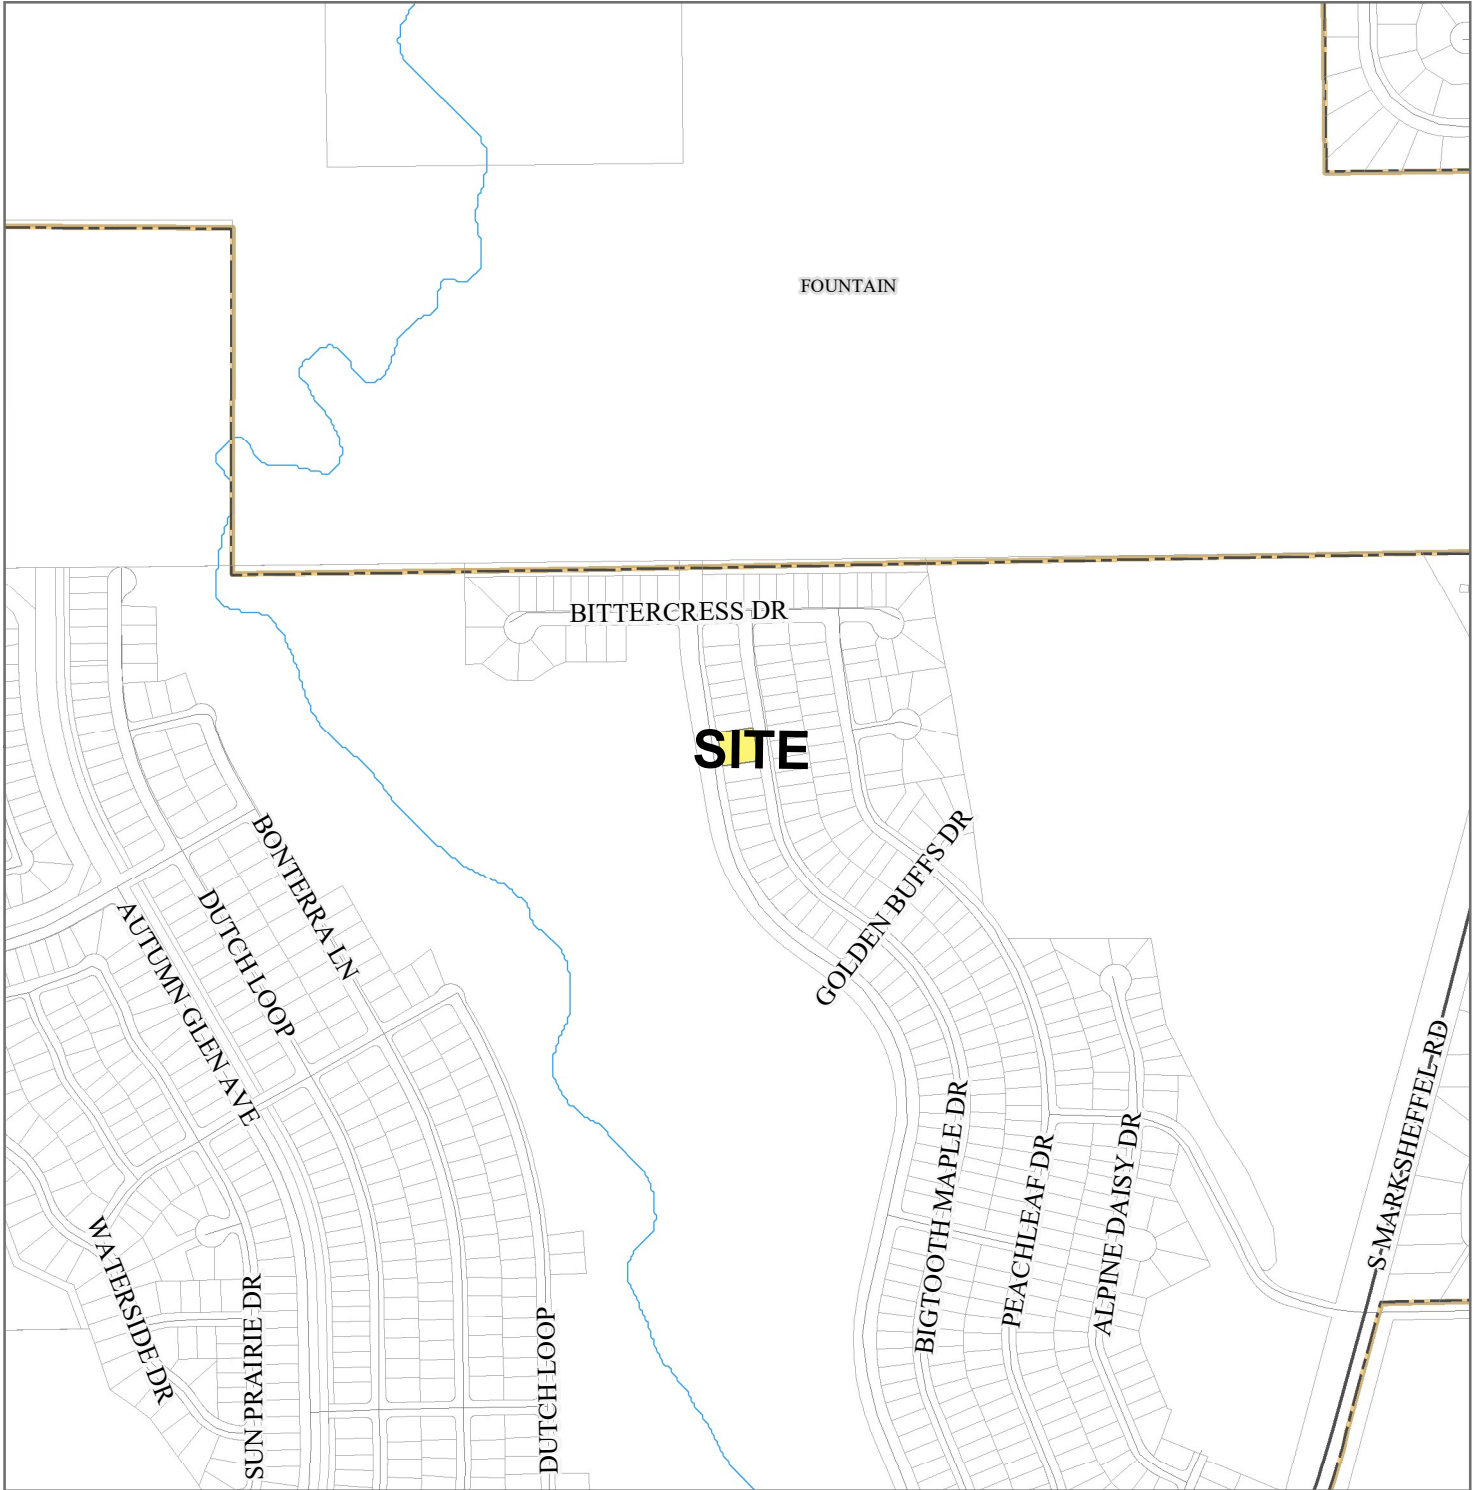 FOUNTAIN
BITTERCRESS DR
SITE
GOLDEN BUFFS DR
BONTERRA LN
DUTCH LOOP
AUTUMN GLEN AVE
S MARKSHEFFEL RD
BIGTOOTH MAPLE DR
PEACHLEAF DR
ALPINE DAISY DR
WATERSIDE DR
SUN PRAIRIE DR
DUTCH LOOP